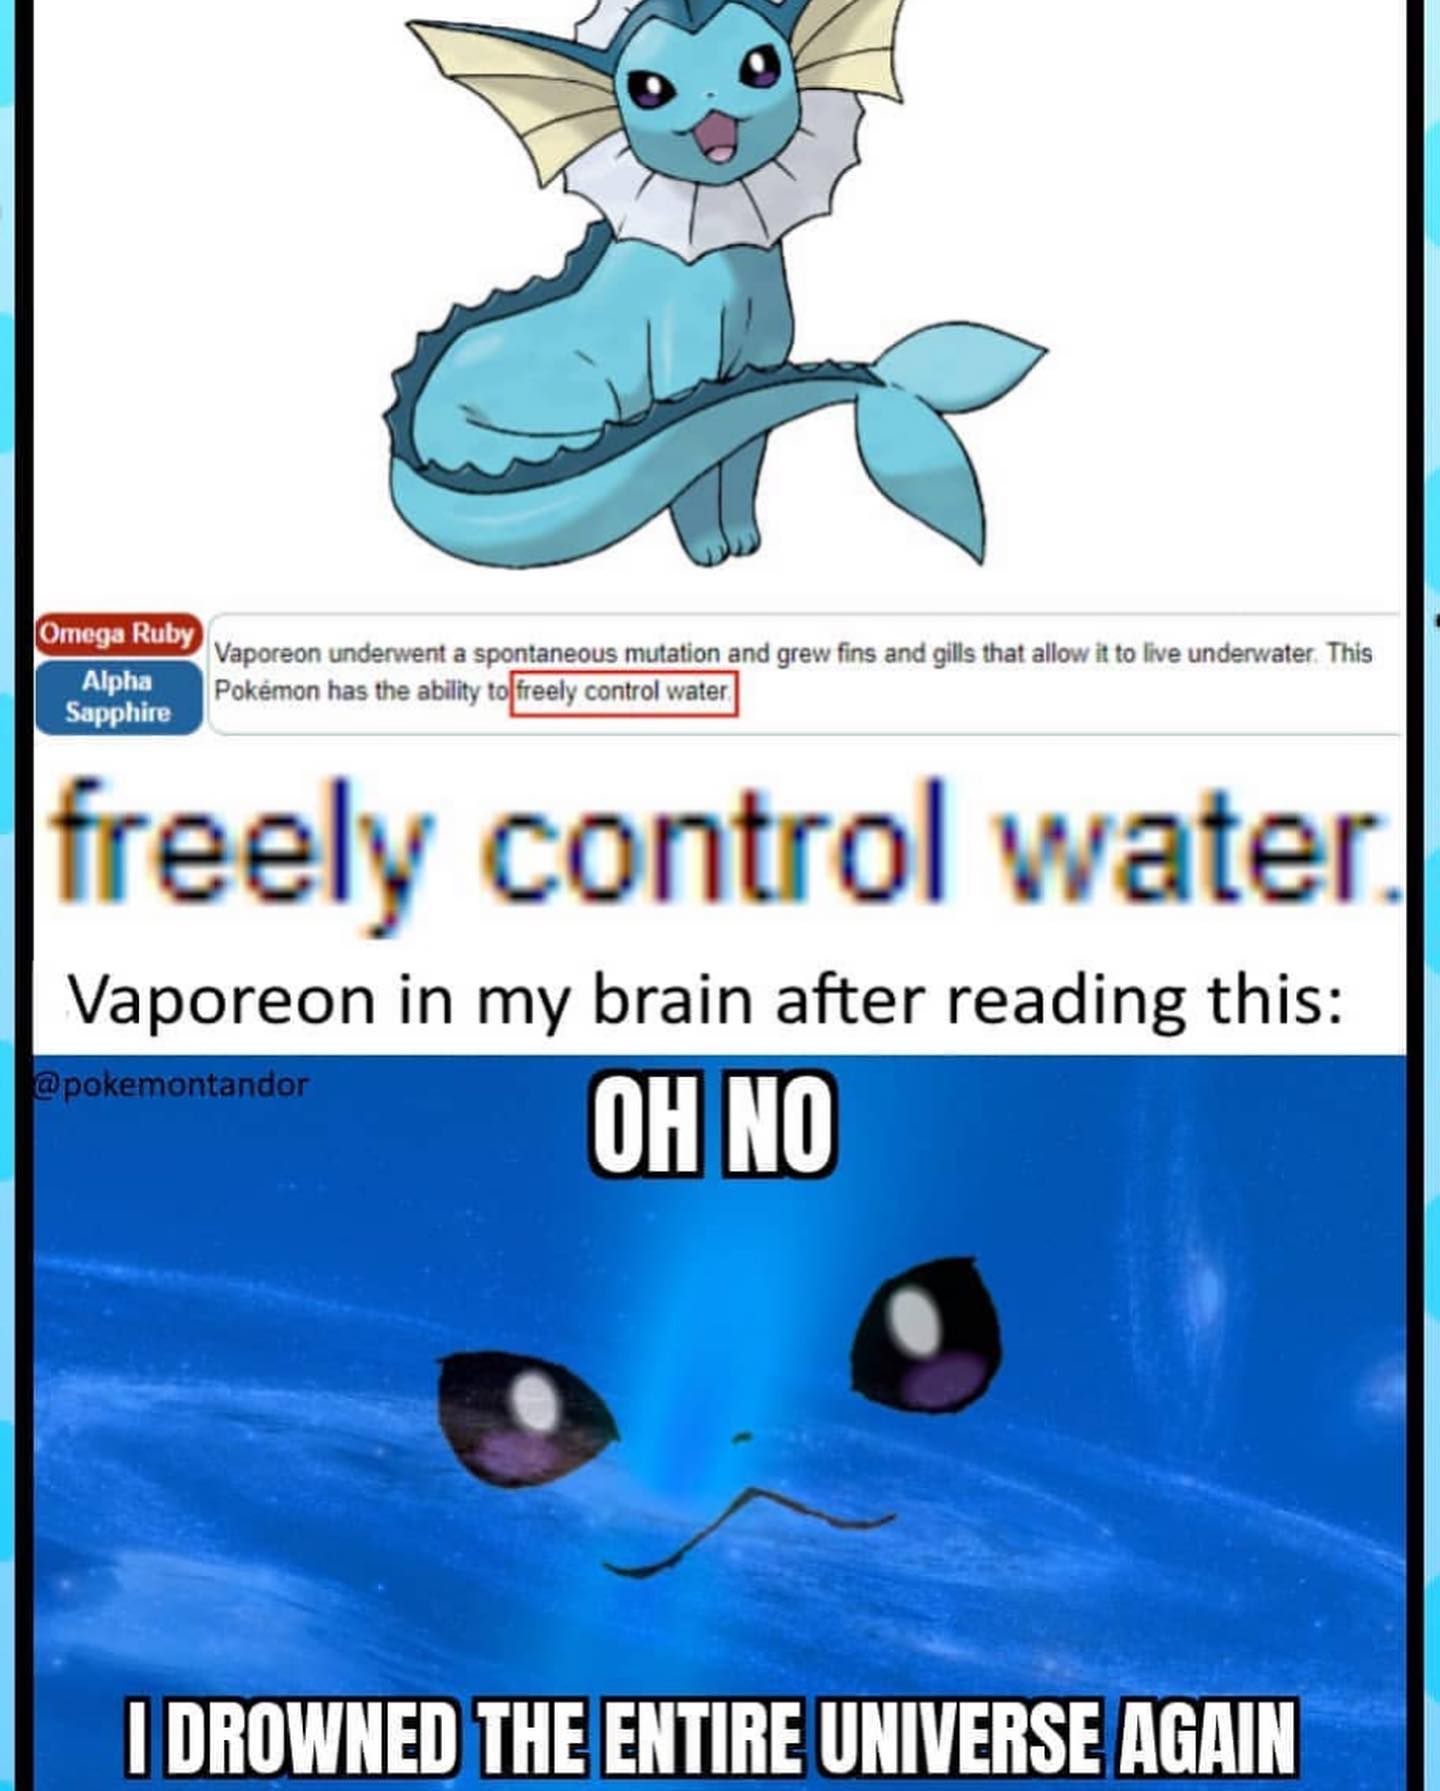 Omega Ruby
Alpha
Sapphire
Vaporeon underwent a spontaneous mutation and grew fins and gills that allow it to live underwater. This
Pokémon has the ability to freely control water.
freely control water.
Vaporeon in my brain after reading this:
@pokemontandor
OH NO
I DROWNED THE ENTIRE UNIVERSE AGAIN